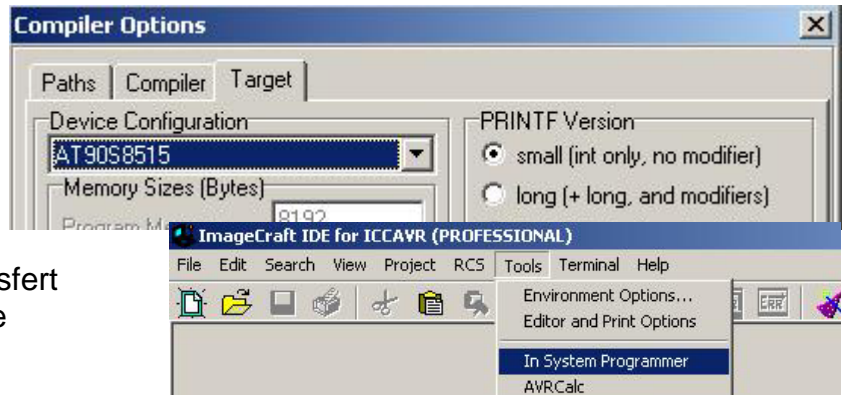 Compiler Options
Paths Compiler Target
Device Configuration
AT90S8515
Memory Sizes (Bytes)
8192
PRINTF Version
small (int only, no modifier)
long (+ long, and modifiers)
sfert
e
ImageCraft IDE for ICCAVR (PROFESSIONAL)
File Edit Search View Project RCS Tools Terminal Help
Environment Options...
Editor and Print Options
In System Programmer
AVRCalc
ERR